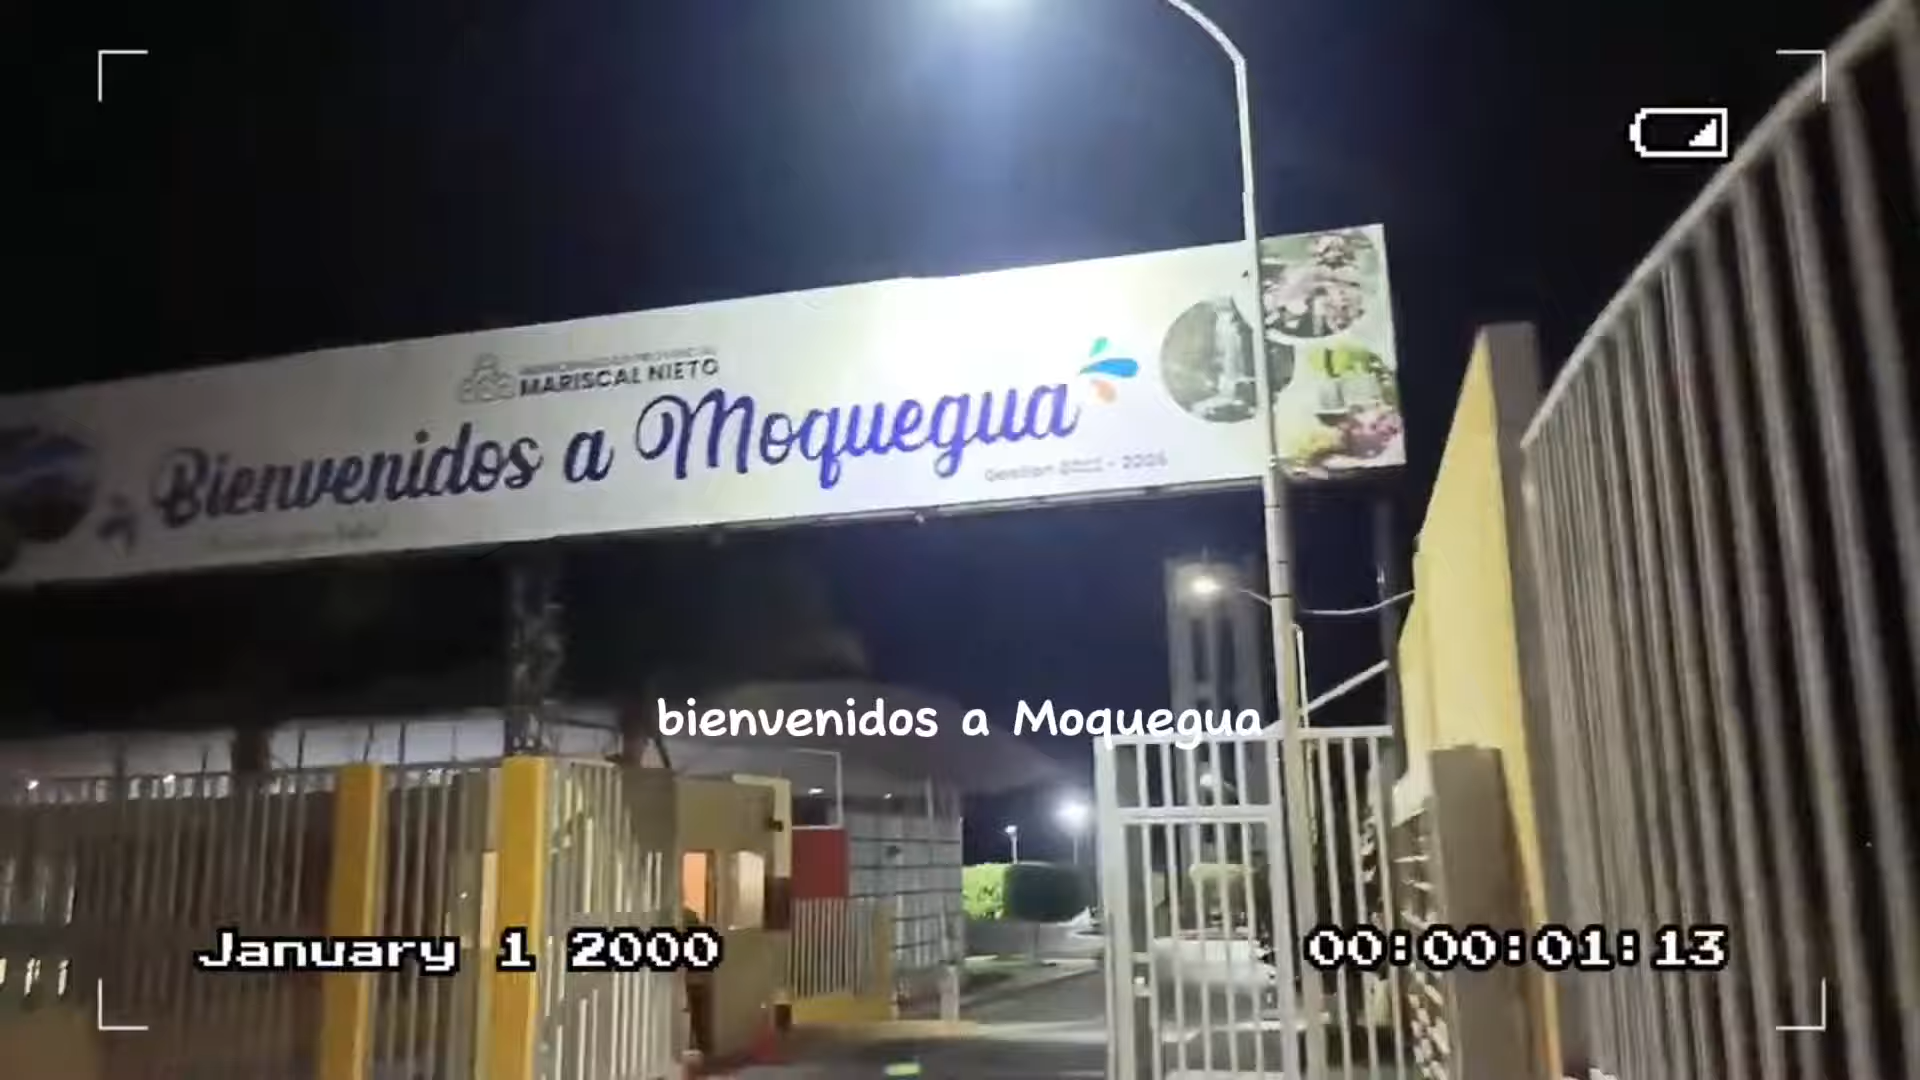 MARISCAL NIETO
Bienvenidos a Moquegua
bienvenidos a Moquegua
January 1 2000
00:00:01:13